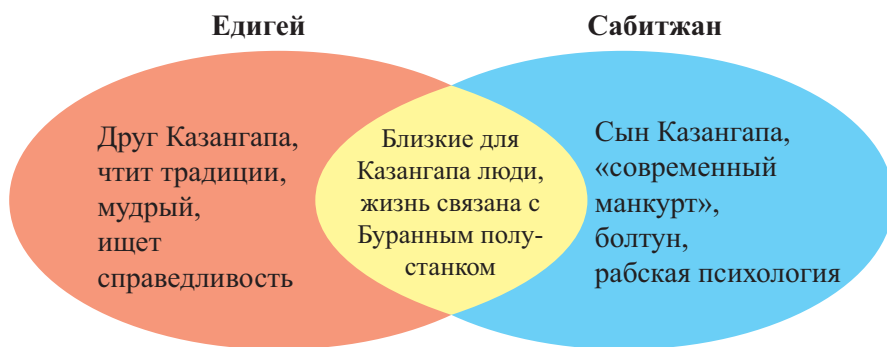 Едигей
Сабитжан
Друг Казангапа,
чтит традиции,
мудрый,
ищет
справедливость
Близкие для
Казангапа люди,
жизнь связана с
Буранным полу-
станком
Сын Казангапа,
«современный
манкурт»,
болтун,
рабская психология